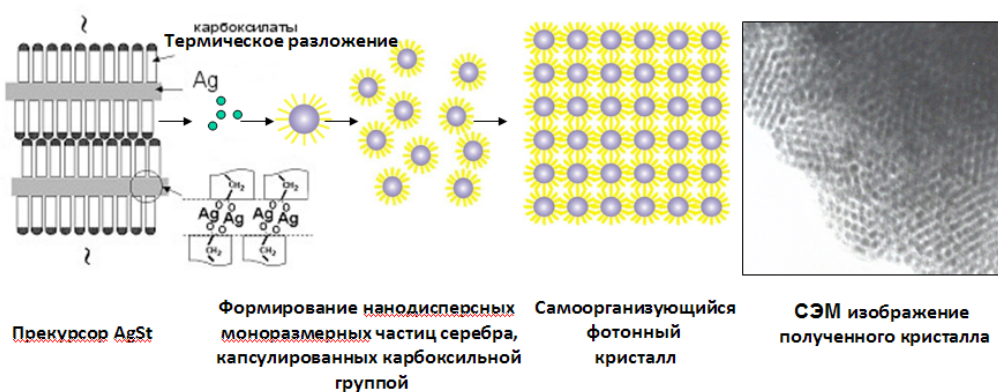 карбоксилаты
Термическое разложение
Ag
CH₂ CH₂
O O
Ag Ag Ag Ag
O O
CH₂ CH₂
Прекурсор AgSt
Формирование нанодисперсных
моноразмерных частиц серебра,
капсулированных карбоксильной
группой
Самоорганизующийся
фотонный
кристалл
СЭМ изображение
полученного кристалла